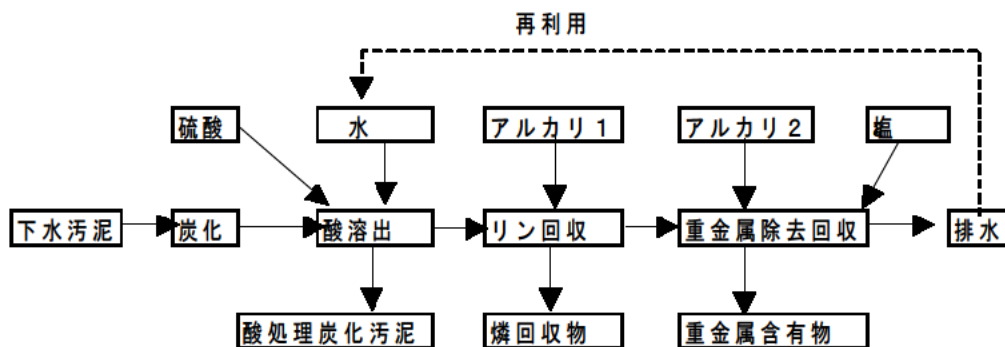 再利用
硫酸
水
アルカリ1
アルカリ2
塩
下水汚泥
炭化
酸溶出
リン回収
重金属除去回収
排水
酸処理炭化汚泥
燐回収物
重金属含有物